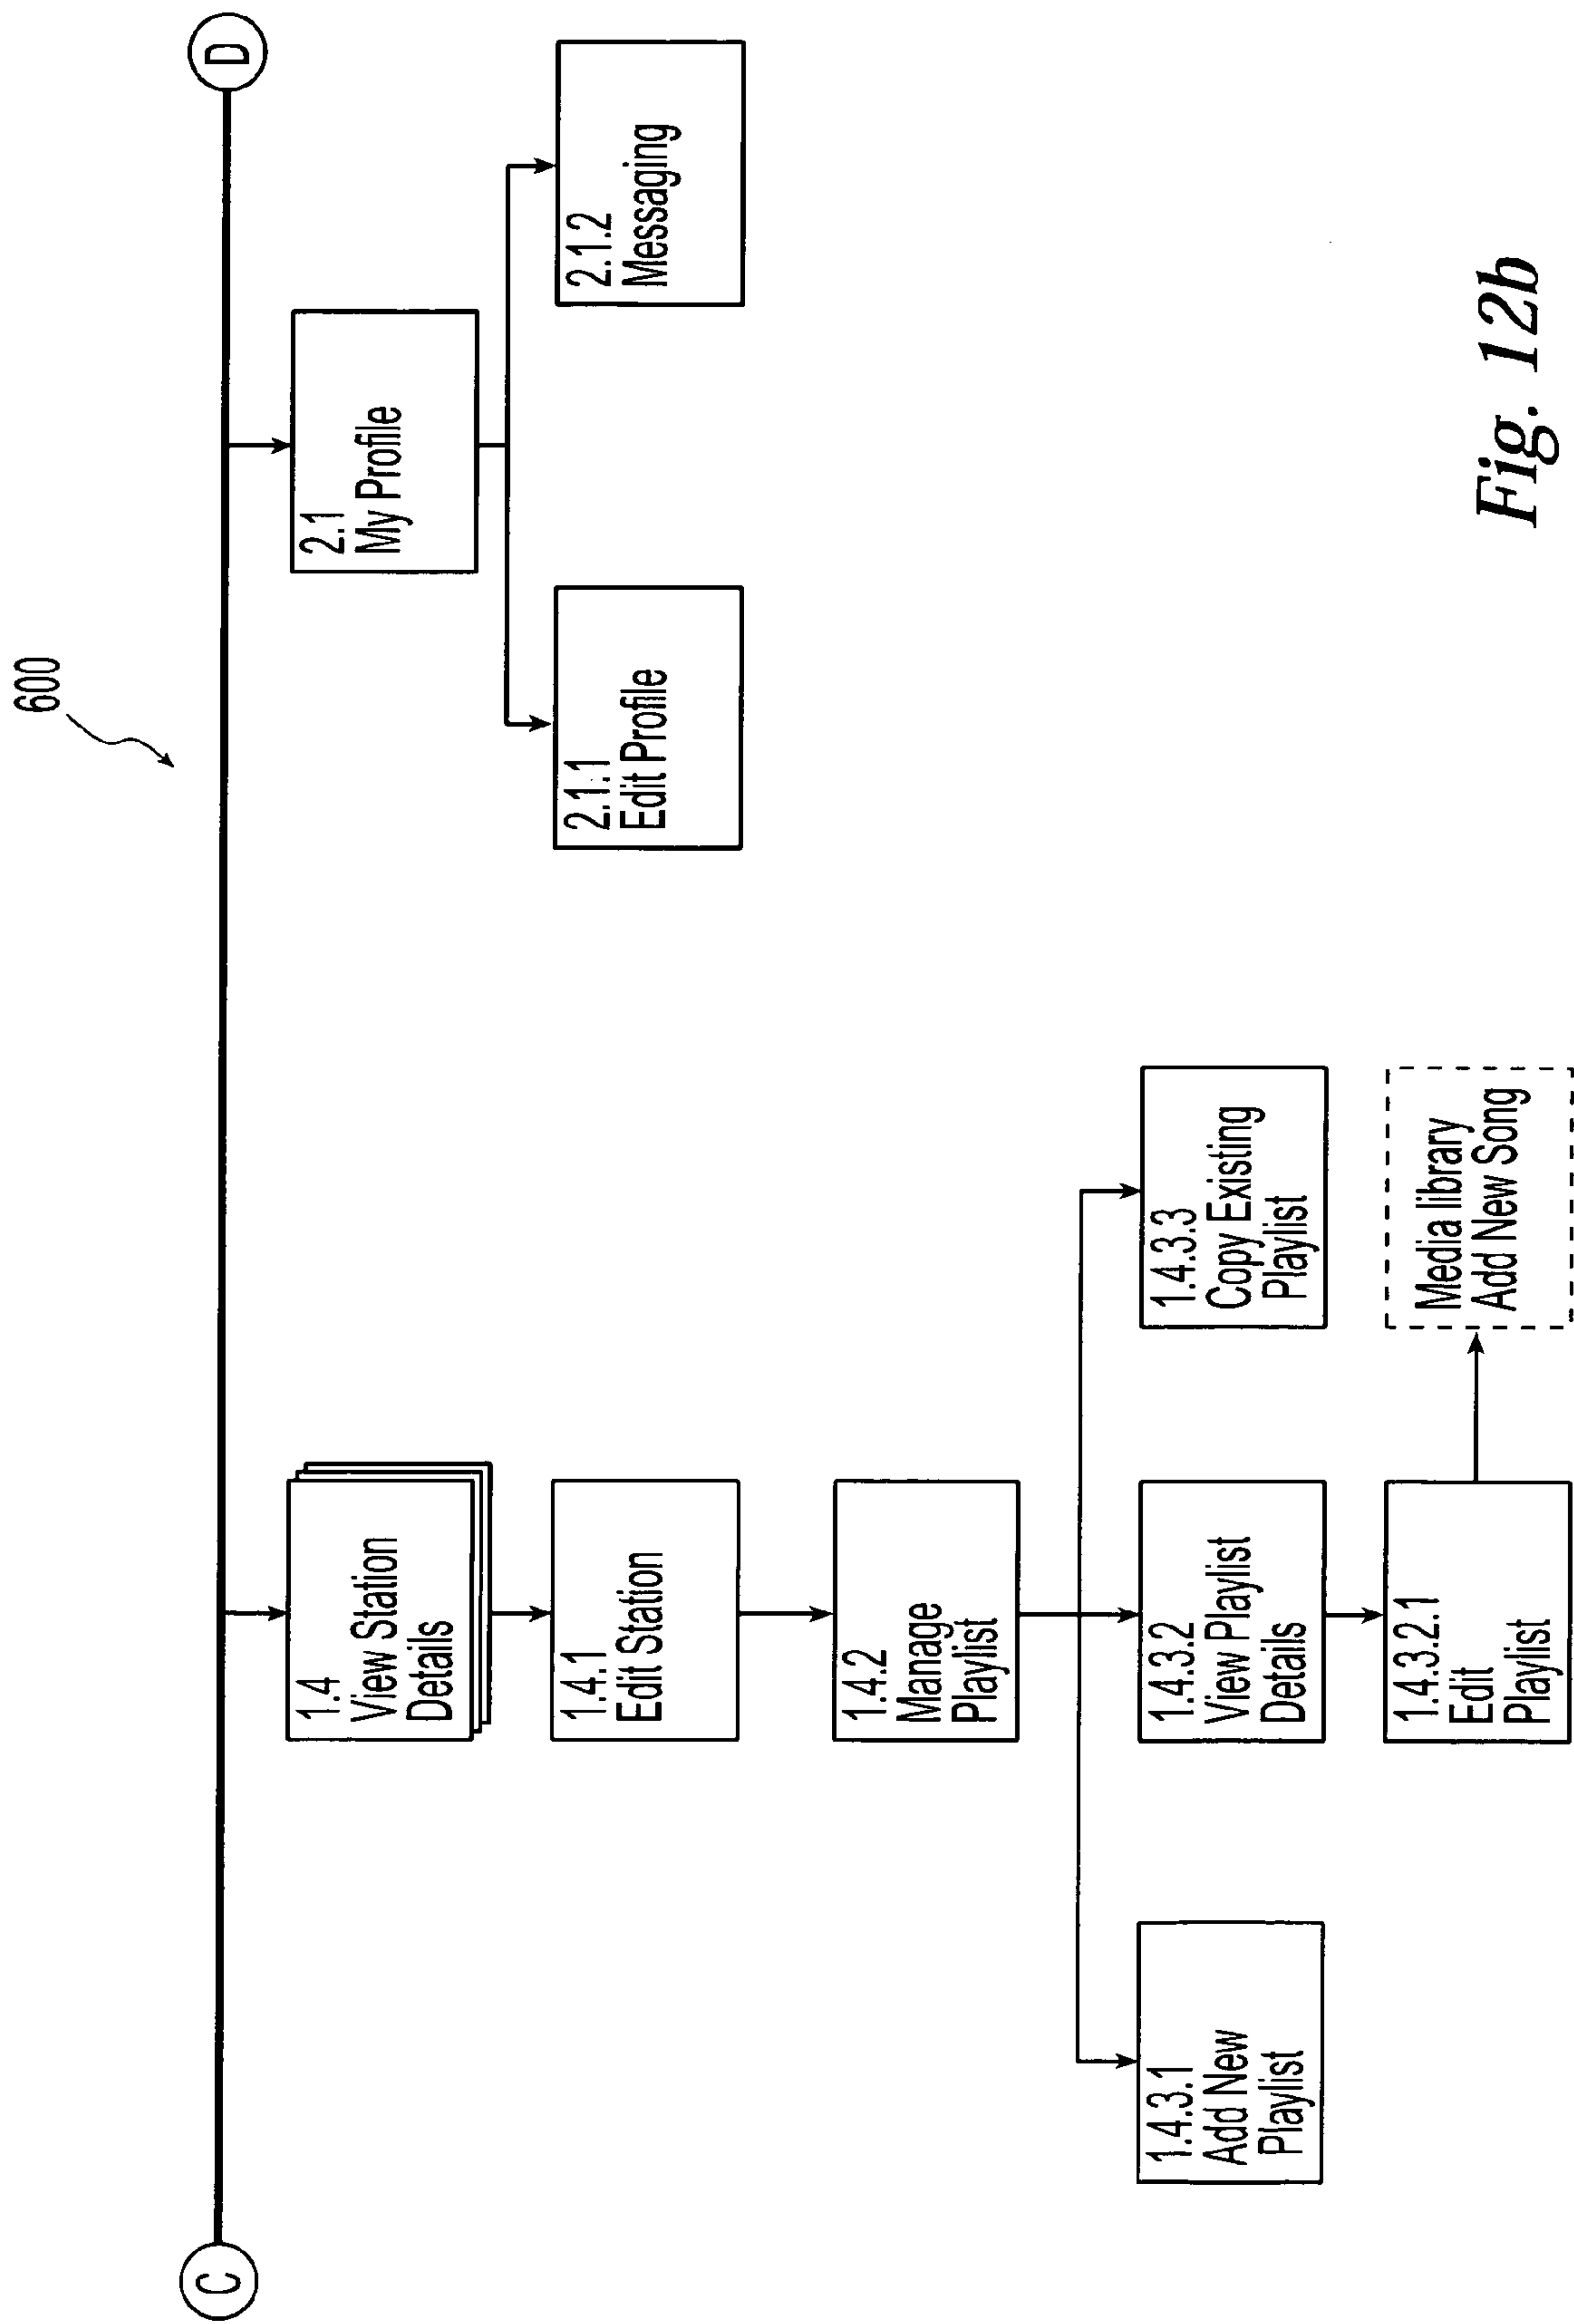 600
C
D
1.4
View Station
Details
2.1
My Profile
1.4.1
Edit Station
2.1.1
Edit Profile
2.1.2
Messaging
1.4.2
Manage
Playlist
1.4.3.1
Add New
Playlist
1.4.3.2
View Playlist
Details
1.4.3.3
Copy Existing
Playlist
1.4.3.2.1
Edit
Playlist
Media library
Add New Song
Fig. 12b